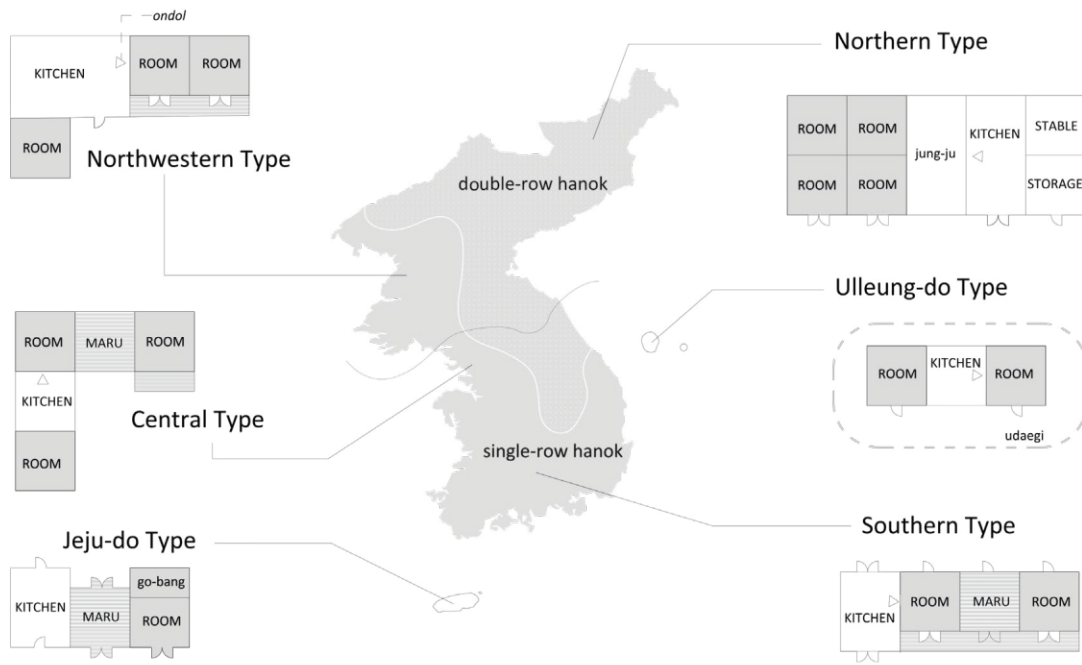 ondol
KITCHEN
ROOM
ROOM
ROOM
Northwestern Type
Northern Type
ROOM
ROOM
jung-ju
KITCHEN
STABLE
ROOM
ROOM
STORAGE
double-row hanok
Ulleung-do Type
ROOM
KITCHEN
ROOM
udaegi
ROOM
MARU
ROOM
KITCHEN
ROOM
Central Type
single-row hanok
Jeju-do Type
KITCHEN
MARU
go-bang
ROOM
Southern Type
KITCHEN
ROOM
MARU
ROOM